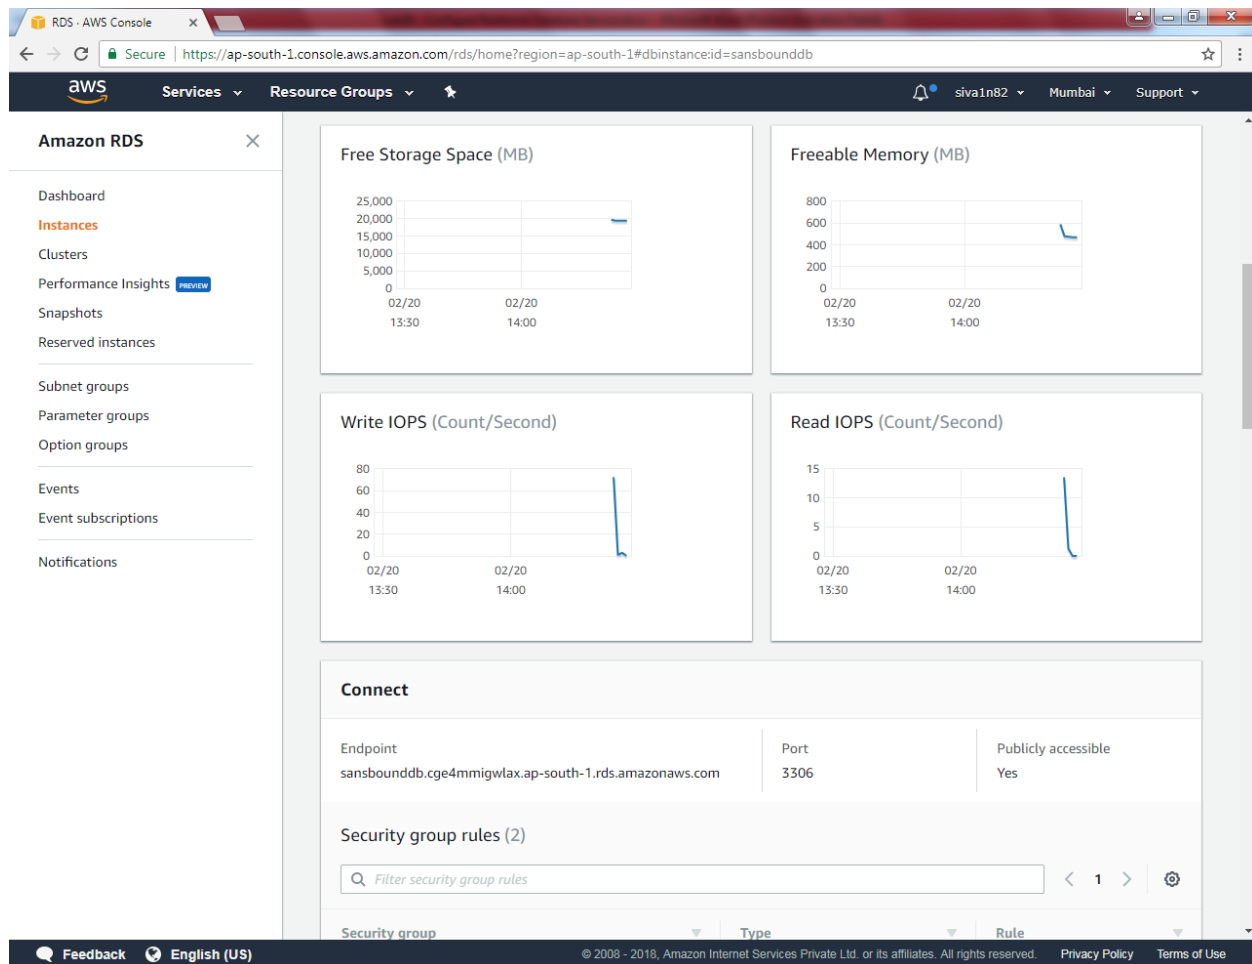 RDS · AWS Console
Secure
https://ap-south-1.console.aws.amazon.com/rds/home?region=ap-south-1#dbinstance:id=sansbounddb
aws
Services
Resource Groups
siva1n82
Mumbai
Support
Amazon RDS
Dashboard
Instances
Clusters
Performance Insights PREVIEW
Snapshots
Reserved instances
Subnet groups
Parameter groups
Option groups
Events
Event subscriptions
Notifications
Free Storage Space (MB)
25,000
20,000
15,000
10,000
5,000
0
02/20 02/20
13:30 14:00
Freeable Memory (MB)
800
600
400
200
0
02/20 02/20
13:30 14:00
Write IOPS (Count/Second)
80
60
40
20
0
02/20 02/20
13:30 14:00
Read IOPS (Count/Second)
15
10
5
0
02/20 02/20
13:30 14:00
Connect
Endpoint Port Publicly accessible
sansbounddb.cge4mmigwlax.ap-south-1.rds.amazonaws.com 3306 Yes
Security group rules (2)
Filter security group rules
1
Security group Type Rule
Feedback English (US) © 2008 - 2018, Amazon Internet Services Private Ltd. or its affiliates. All rights reserved. Privacy Policy Terms of Use